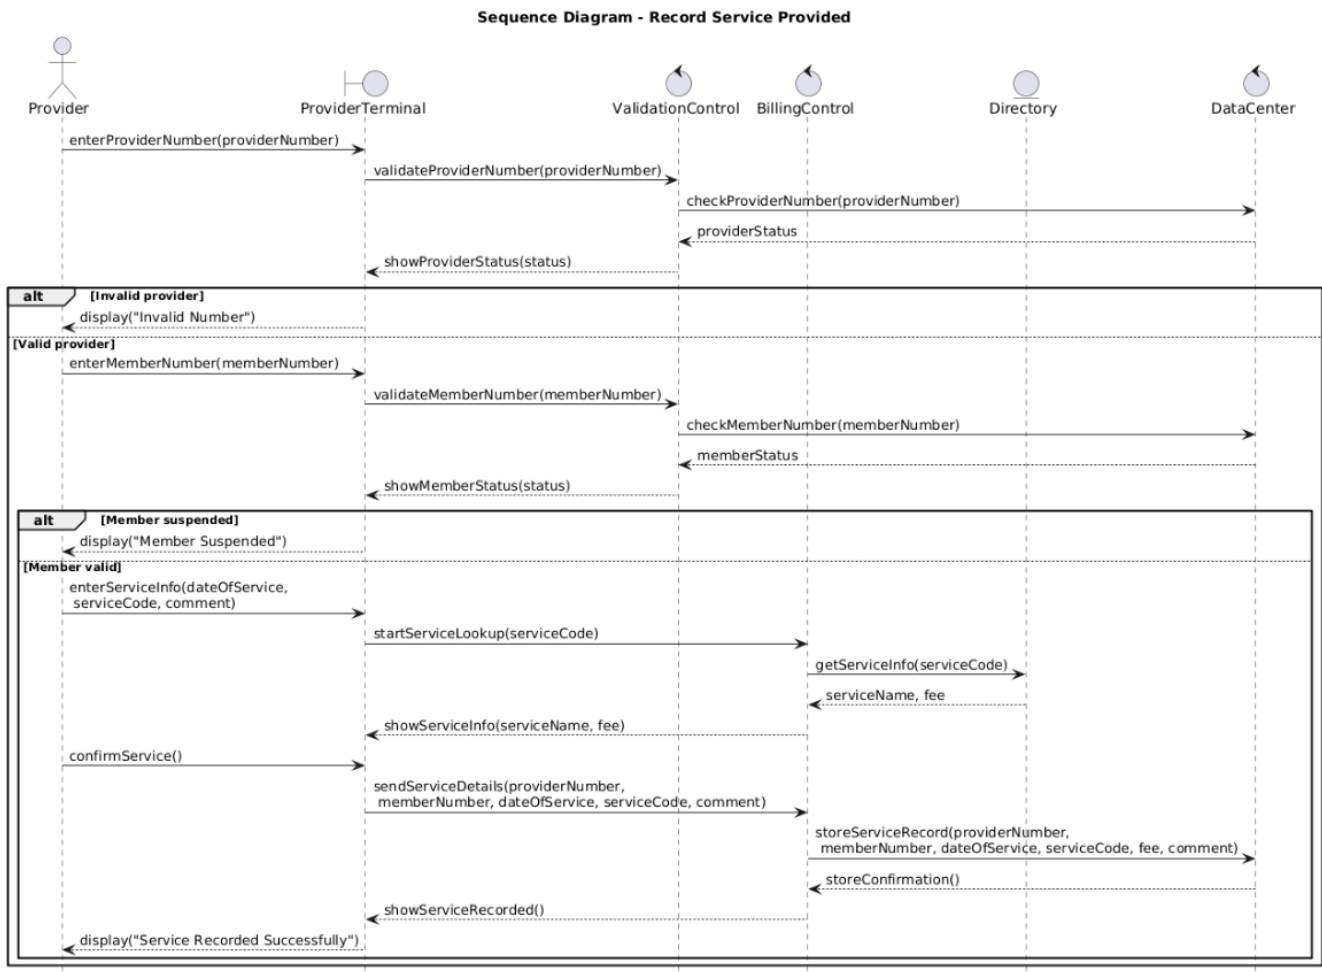 Sequence Diagram - Record Service Provided
Provider
ProviderTerminal
ValidationControl
BillingControl
Directory
DataCenter
enterProviderNumber(providerNumber)
validateProviderNumber(providerNumber)
checkProviderNumber(providerNumber)
providerStatus
showProviderStatus(status)
alt [Invalid provider]
display("Invalid Number")
[Valid provider]
enterMemberNumber(memberNumber)
validateMemberNumber(memberNumber)
checkMemberNumber(memberNumber)
memberStatus
showMemberStatus(status)
alt [Member suspended]
display("Member Suspended")
[Member valid]
enterServiceInfo(dateOfService,
serviceCode, comment)
startServiceLookup(serviceCode)
getServiceInfo(serviceCode)
serviceName, fee
showServiceInfo(serviceName, fee)
confirmService()
sendServiceDetails(providerNumber,
memberNumber, dateOfService, serviceCode, comment)
storeServiceRecord(providerNumber,
memberNumber, dateOfService, serviceCode, fee, comment)
storeConfirmation()
showServiceRecorded()
display("Service Recorded Successfully")